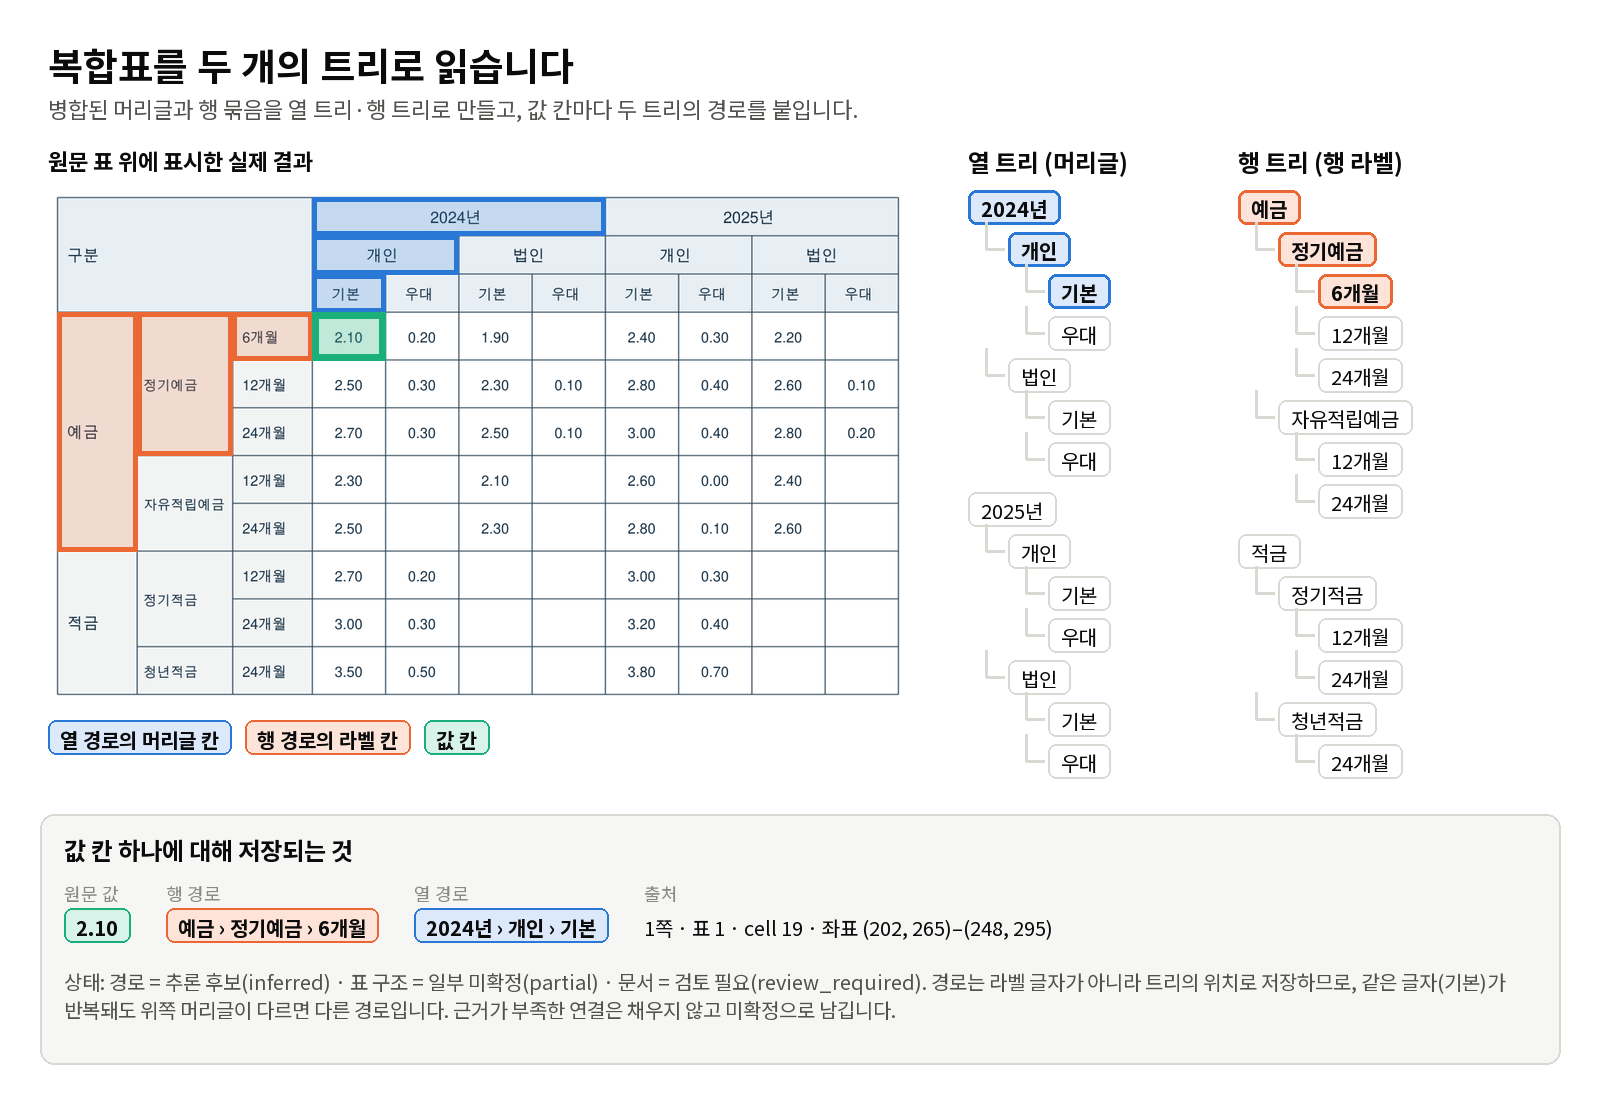 복합표를 두 개의 트리로 읽습니다
병합된 머리글과 행 묶음을 열 트리 · 행 트리로 만들고, 값 칸마다 두 트리의 경로를 붙입니다.
원문 표 위에 표시한 실제 결과
구분 2024년 2025년
개인 법인 개인 법인
기본 우대 기본 우대 기본 우대 기본 우대
예금 정기예금 6개월 2.10 0.20 1.90 2.40 0.30 2.20
12개월 2.50 0.30 2.30 0.10 2.80 0.40 2.60 0.10
24개월 2.70 0.30 2.50 0.10 3.00 0.40 2.80 0.20
자유적립예금 12개월 2.30 2.10 2.60 0.00 2.40
24개월 2.50 2.30 2.80 0.10 2.60
적금 정기적금 12개월 2.70 0.20 3.00 0.30
24개월 3.00 0.30 3.20 0.40
청년적금 24개월 3.50 0.50 3.80 0.70
열 경로의 머리글 칸 행 경로의 라벨 칸 값 칸
열 트리 (머리글)
2024년
개인
기본
우대
법인
기본
우대
2025년
개인
기본
우대
법인
기본
우대
행 트리 (행 라벨)
예금
정기예금
6개월
12개월
24개월
자유적립예금
12개월
24개월
적금
정기적금
12개월
24개월
청년적금
24개월
값 칸 하나에 대해 저장되는 것
원문 값 행 경로 열 경로 출처
2.10 예금 › 정기예금 › 6개월 2024년 › 개인 › 기본 1쪽 · 표 1 · cell 19 · 좌표 (202, 265)–(248, 295)
상태: 경로 = 추론 후보(inferred) · 표 구조 = 일부 미확정(partial) · 문서 = 검토 필요(review_required). 경로는 라벨 글자가 아니라 트리의 위치로 저장하므로, 같은 글자(기본)가
반복돼도 위쪽 머리글이 다르면 다른 경로입니다. 근거가 부족한 연결은 채우지 않고 미확정으로 남깁니다.